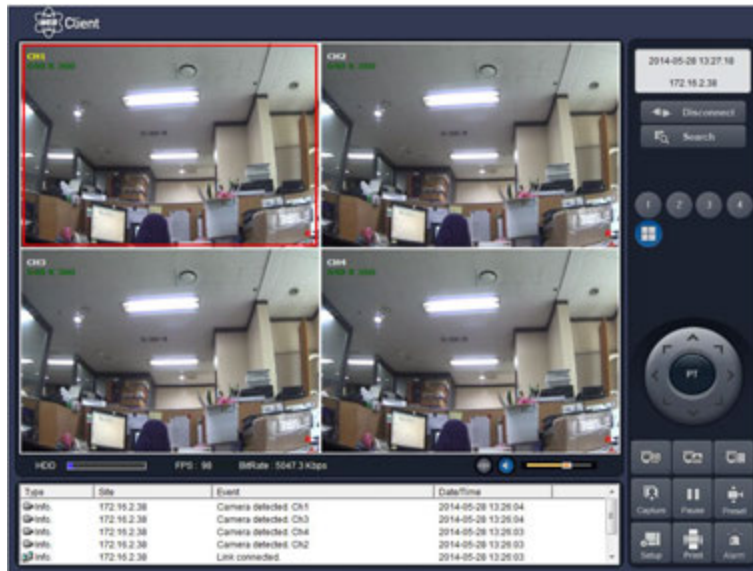 WEB Client
CH1
CH2
CH3
CH4
2014-05-28 13:27:18
172.16.2.38
Disconnect
Search
1 2 3 4
PT
HDD FPS : 98 BitRate : 5047.3 Kbps
Type Site Event Date/Time
Info. 172.16.2.38 Camera detected. Ch1 2014-05-28 13:26:04
Info. 172.16.2.38 Camera detected. Ch3 2014-05-28 13:26:04
Info. 172.16.2.38 Camera detected. Ch4 2014-05-28 13:26:03
Info. 172.16.2.38 Camera detected. Ch2 2014-05-28 13:26:03
Info. 172.16.2.38 Link connected. 2014-05-28 13:26:03
Capture Pause Preset
Setup Print Alarm